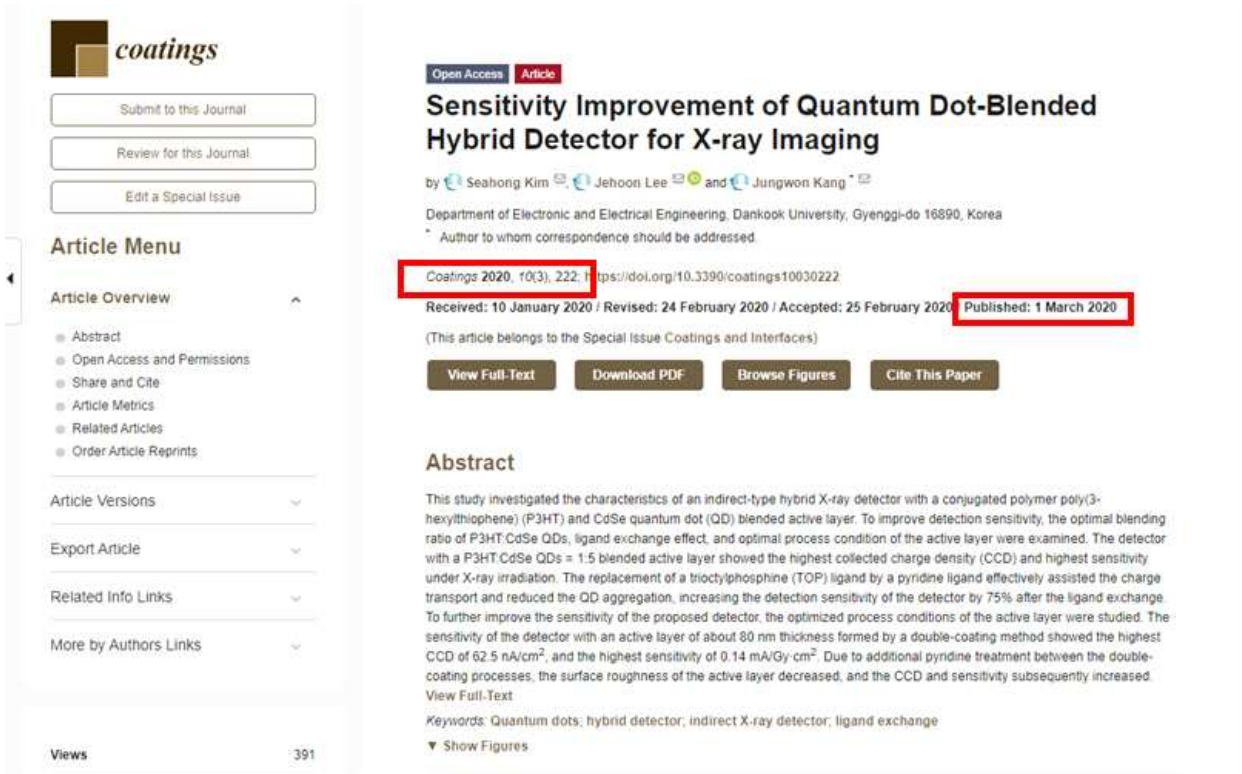 coatings
Submit to this Journal
Review for this Journal
Edit a Special Issue
Article Menu
Article Overview
Abstract
Open Access and Permissions
Share and Cite
Article Metrics
Related Articles
Order Article Reprints
Article Versions
Export Article
Related Info Links
More by Authors Links
Views 391
Open Access Article
Sensitivity Improvement of Quantum Dot-Blended
Hybrid Detector for X-ray Imaging
by Seahong Kim, Jehoon Lee and Jungwon Kang *
Department of Electronic and Electrical Engineering, Dankook University, Gyenggi-do 16890, Korea
* Author to whom correspondence should be addressed.
Coatings 2020, 10(3), 222; https://doi.org/10.3390/coatings10030222
Received: 10 January 2020 / Revised: 24 February 2020 / Accepted: 25 February 2020 / Published: 1 March 2020
(This article belongs to the Special Issue Coatings and Interfaces)
View Full-Text Download PDF Browse Figures Cite This Paper
Abstract
This study investigated the characteristics of an indirect-type hybrid X-ray detector with a conjugated polymer poly(3-
hexylthiophene) (P3HT) and CdSe quantum dot (QD) blended active layer. To improve detection sensitivity, the optimal blending
ratio of P3HT:CdSe QDs, ligand exchange effect, and optimal process condition of the active layer were examined. The detector
with a P3HT:CdSe QDs = 1:5 blended active layer showed the highest collected charge density (CCD) and highest sensitivity
under X-ray irradiation. The replacement of a trioctylphosphine (TOP) ligand by a pyridine ligand effectively assisted the charge
transport and reduced the QD aggregation, increasing the detection sensitivity of the detector by 75% after the ligand exchange.
To further improve the sensitivity of the proposed detector, the optimized process conditions of the active layer were studied. The
sensitivity of the detector with an active layer of about 80 nm thickness formed by a double-coating method showed the highest
CCD of 62.5 nA/cm², and the highest sensitivity of 0.14 mA/Gy·cm². Due to additional pyridine treatment between the double-
coating processes, the surface roughness of the active layer decreased, and the CCD and sensitivity subsequently increased.
View Full-Text
Keywords: Quantum dots; hybrid detector; indirect X-ray detector; ligand exchange
▼ Show Figures